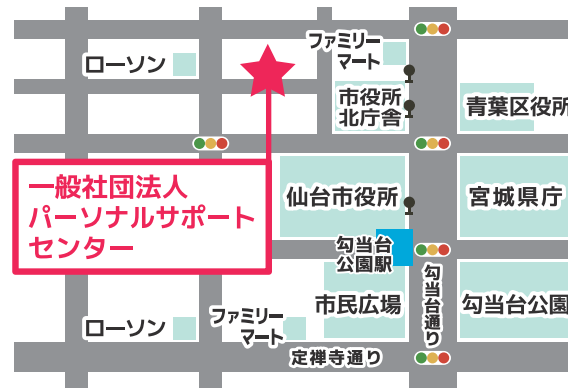 ファミリー
マート
ローソン
市役所
北庁舎
青葉区役所
一般社団法人
パーソナルサポート
センター
仙台市役所
宮城県庁
勾当台
公園駅
勾当台通り
市民広場
勾当台公園
ファミリー
マート
ローソン
定禅寺通り